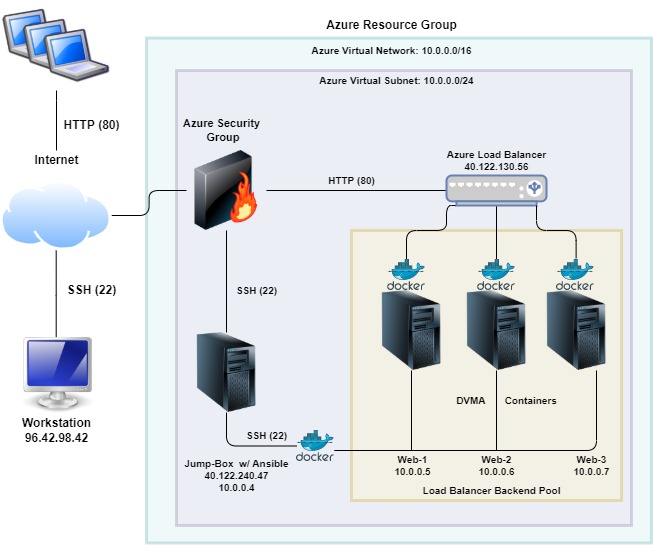 Azure Resource Group
Azure Virtual Network: 10.0.0.0/16
Azure Virtual Subnet: 10.0.0.0/24
HTTP (80)
Internet
SSH (22)
Workstation
96.42.98.42
Azure Security
Group
HTTP (80)
Azure Load Balancer
40.122.130.56
SSH (22)
docker
docker
docker
DVMA Containers
SSH (22)
docker
Jump-Box w/ Ansible
40.122.240.47
10.0.0.4
Web-1
10.0.0.5
Web-2
10.0.0.6
Web-3
10.0.0.7
Load Balancer Backend Pool